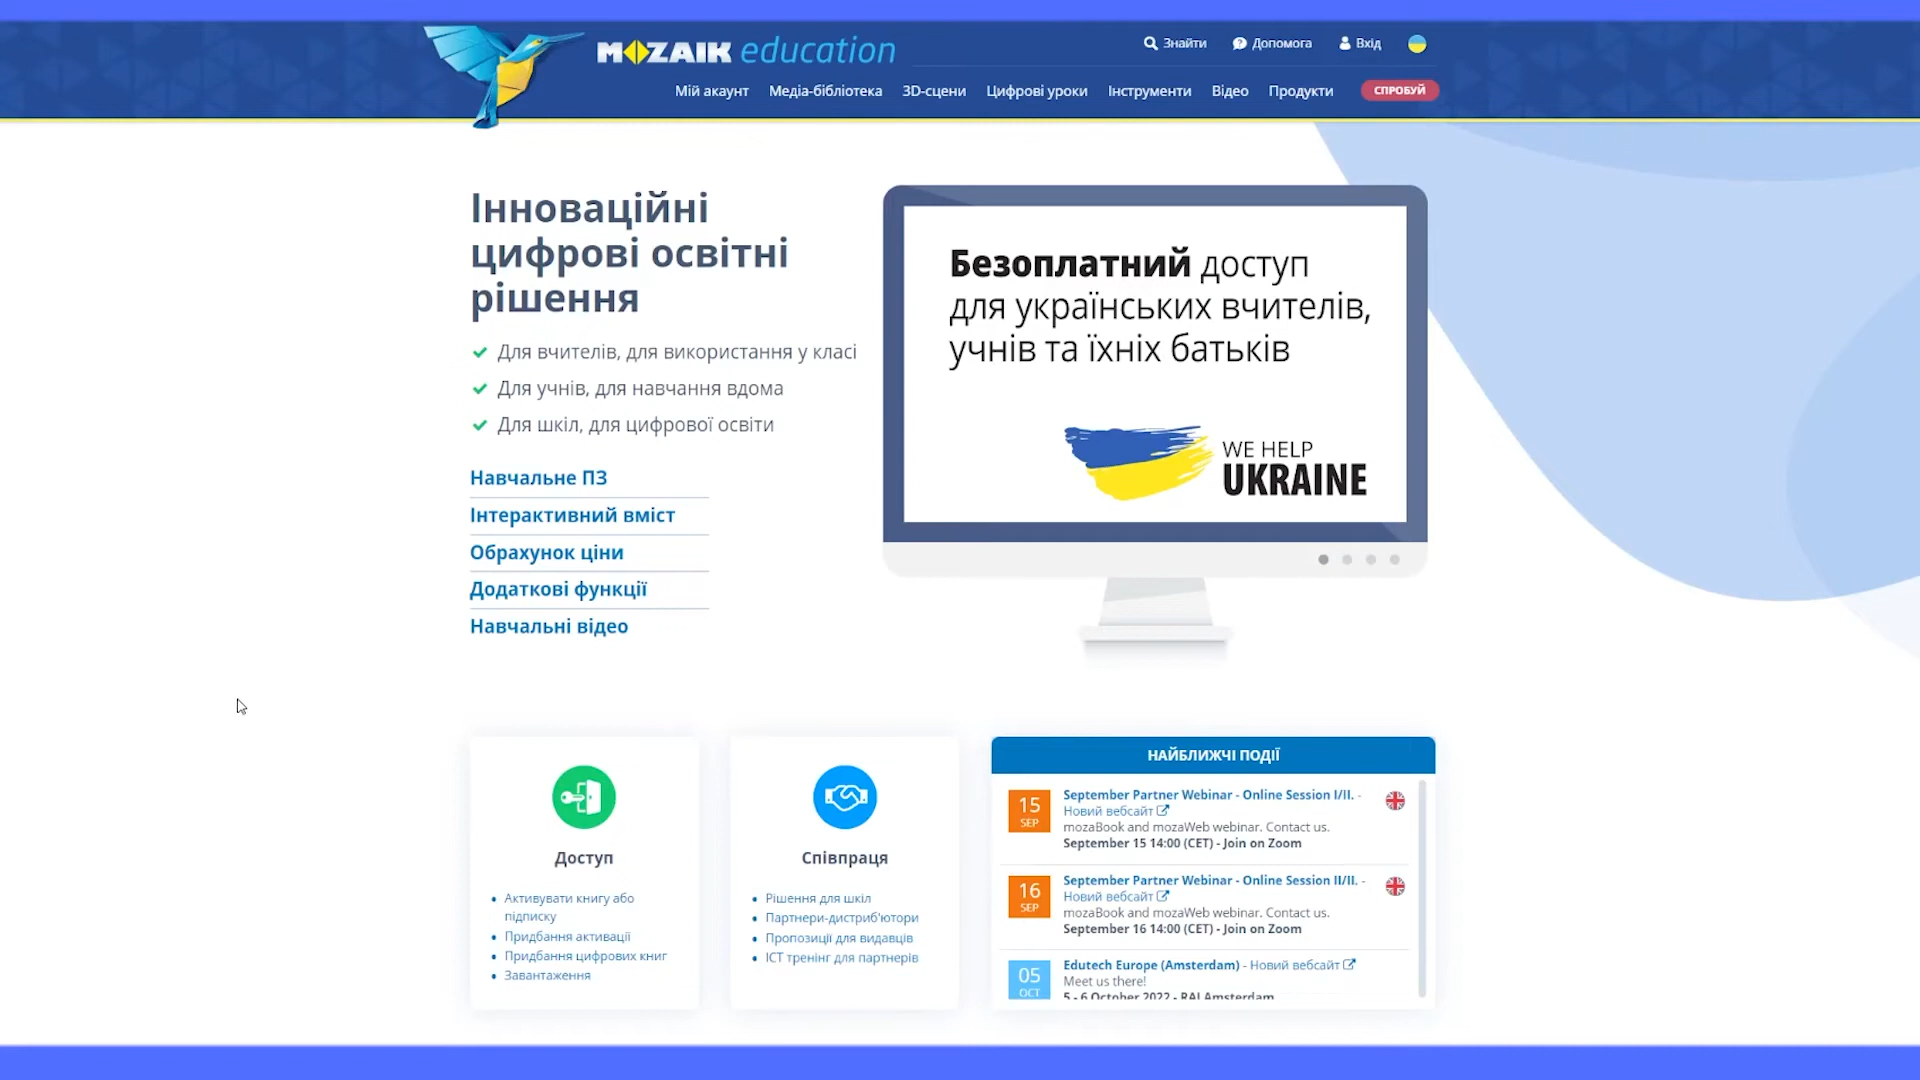 MOZAIK education
Знайти
Допомога
Вхід
Мій акаунт
Медіа-бібліотека
3D-сцени
Цифрові уроки
Інструменти
Відео
Продукти
СПРОБУЙ
Інноваційні
цифрові освітні
рішення
Для вчителів, для використання у класі
Для учнів, для навчання вдома
Для шкіл, для цифрової освіти
Навчальне ПЗ
Інтерактивний вміст
Обрахунок ціни
Додаткові функції
Навчальні відео
Безоплатний доступ
для українських вчителів,
учнів та їхніх батьків
WE HELP
UKRAINE
Доступ
Активувати книгу або
підписку
Придбання активації
Придбання цифрових книг
Завантаження
Співпраця
Рішення для шкіл
Партнери-дистриб'ютори
Пропозиції для видавців
ІСТ тренінг для партнерів
НАЙБЛИЖЧІ ПОДІЇ
15
SEP
September Partner Webinar - Online Session I/II. -
Новий вебсайт
mozaBook and mozaWeb webinar. Contact us.
September 15 14:00 (CET) - Join on Zoom
16
SEP
September Partner Webinar - Online Session II/II. -
Новий вебсайт
mozaBook and mozaWeb webinar. Contact us.
September 16 14:00 (CET) - Join on Zoom
05
OCT
Edutech Europe (Amsterdam) - Новий вебсайт
Meet us there!
5 - 6 October 2022 - RAI Amsterdam